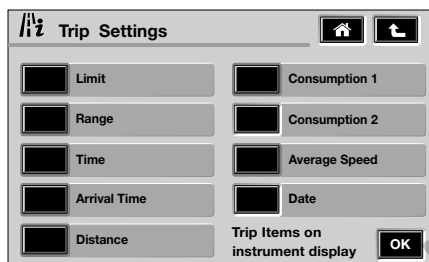 Trip Settings
Limit
Range
Time
Arrival Time
Distance
Consumption 1
Consumption 2
Average Speed
Date
Trip Items on
instrument display
OK